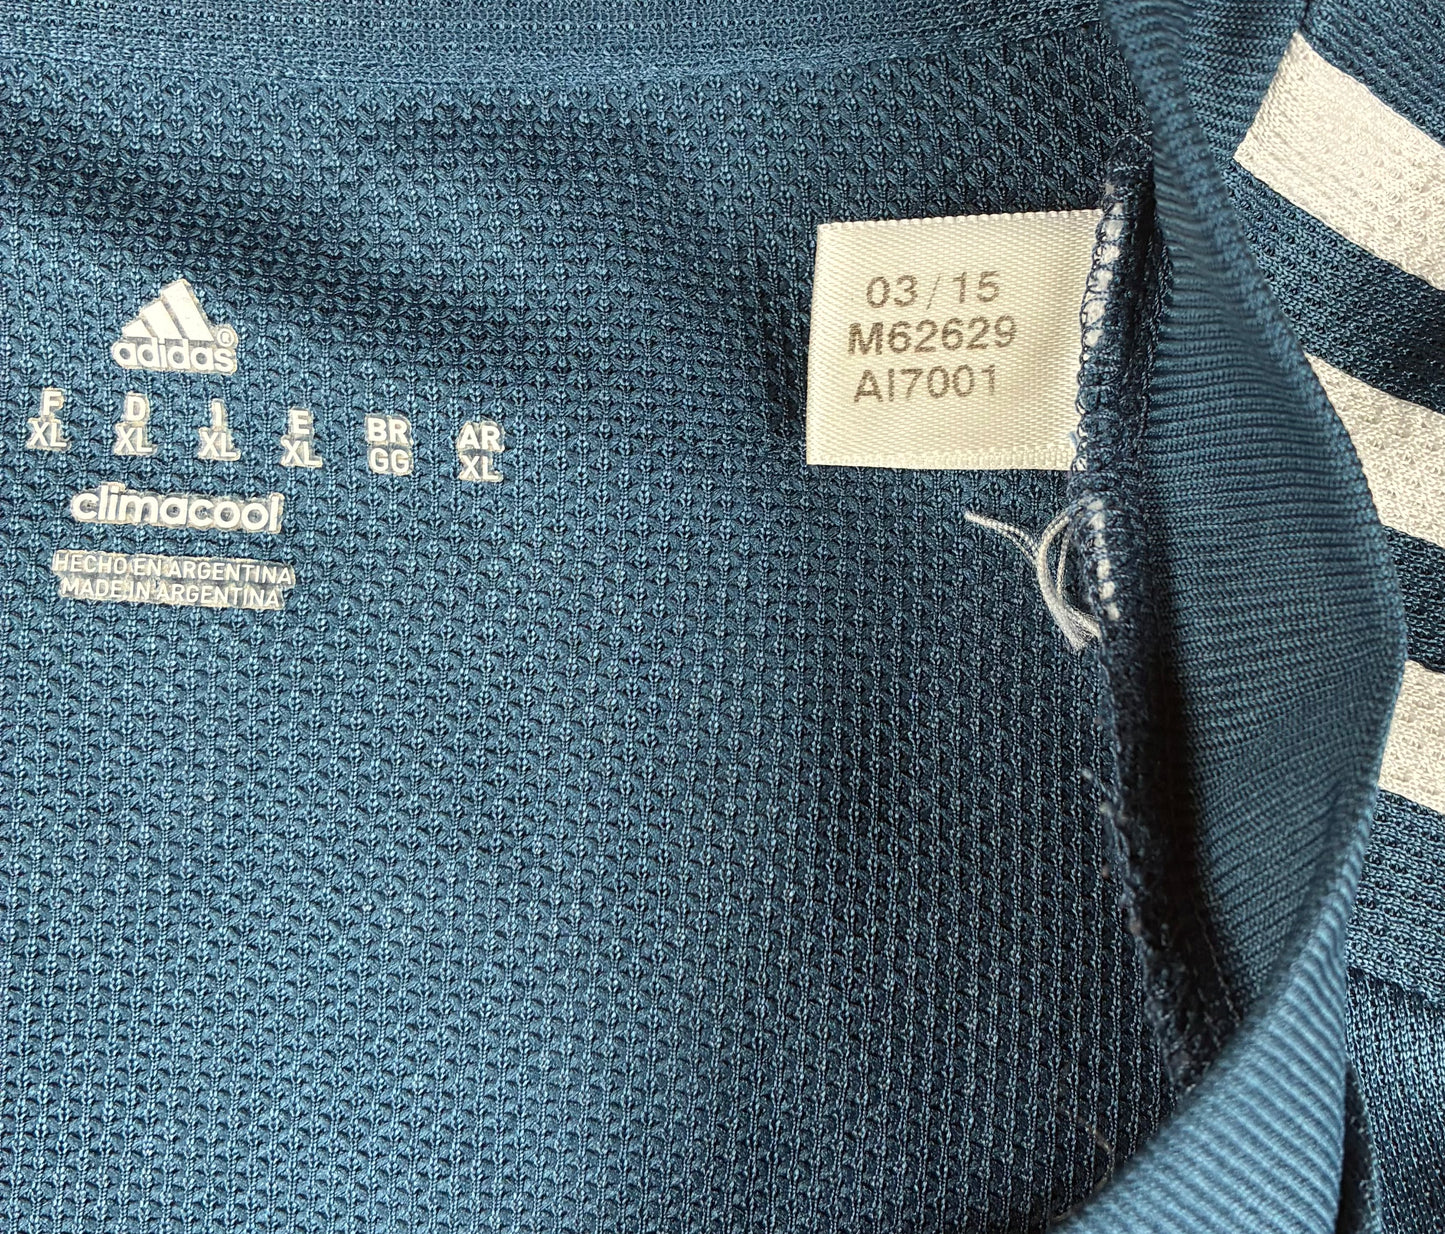 adidas®
F D I E BR AR
XL XL XL XL GG XL
climacool
HECHO EN ARGENTINA
MADE IN ARGENTINA
03/15
M62629
AI7001